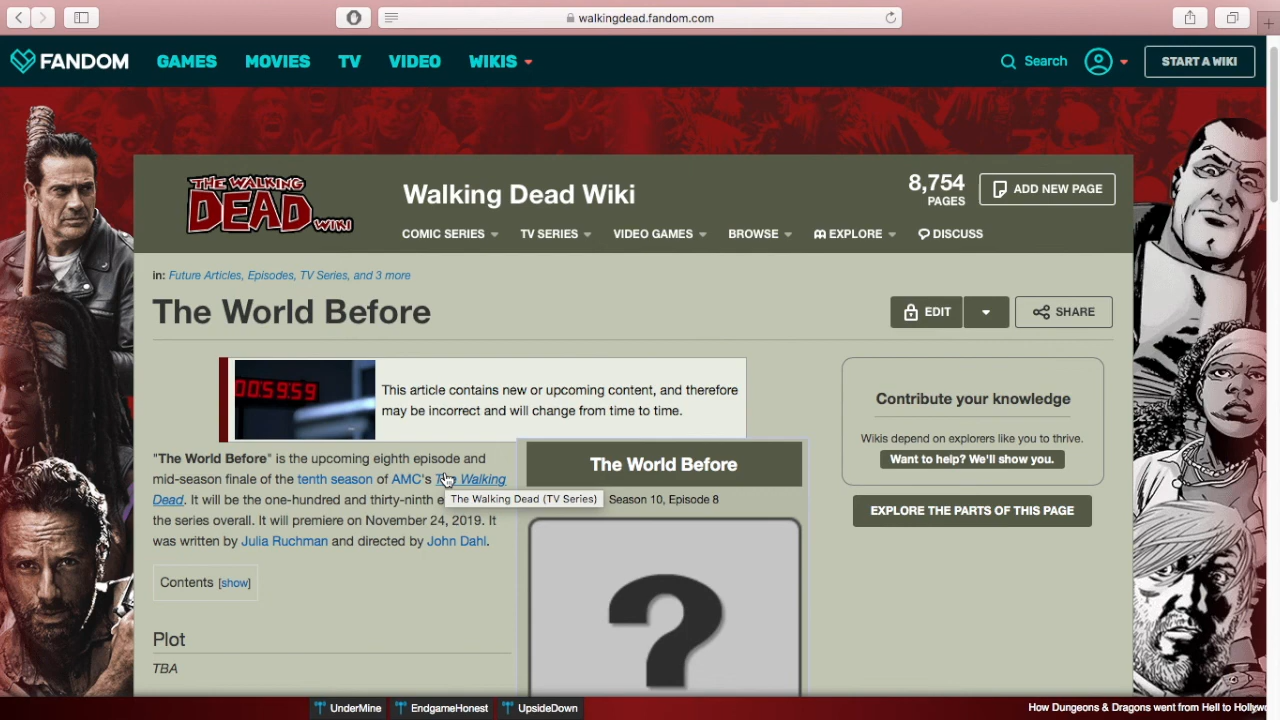 walkingdead.fandom.com
FANDOM
GAMES
MOVIES
TV
VIDEO
WIKIS
Search
START A WIKI
THE WALKING
DEAD WIKI
Walking Dead Wiki
8,754
PAGES
ADD NEW PAGE
COMIC SERIES
TV SERIES
VIDEO GAMES
BROWSE
EXPLORE
DISCUSS
in: Future Articles, Episodes, TV Series, and 3 more
The World Before
EDIT
SHARE
00:59:59
This article contains new or upcoming content, and therefore
may be incorrect and will change from time to time.
"The World Before" is the upcoming eighth episode and
mid-season finale of the tenth season of AMC's The Walking
Dead. It will be the one-hundred and thirty-ninth e
the series overall. It will premiere on November 24, 2019. It
was written by Julia Ruchman and directed by John Dahl.
The Walking Dead (TV Series)
Contents [show]
Plot
TBA
The World Before
Season 10, Episode 8
?
Contribute your knowledge
Wikis depend on explorers like you to thrive.
Want to help? We'll show you.
EXPLORE THE PARTS OF THIS PAGE
UnderMine
EndgameHonest
UpsideDown
How Dungeons & Dragons went from Hell to Hollyw